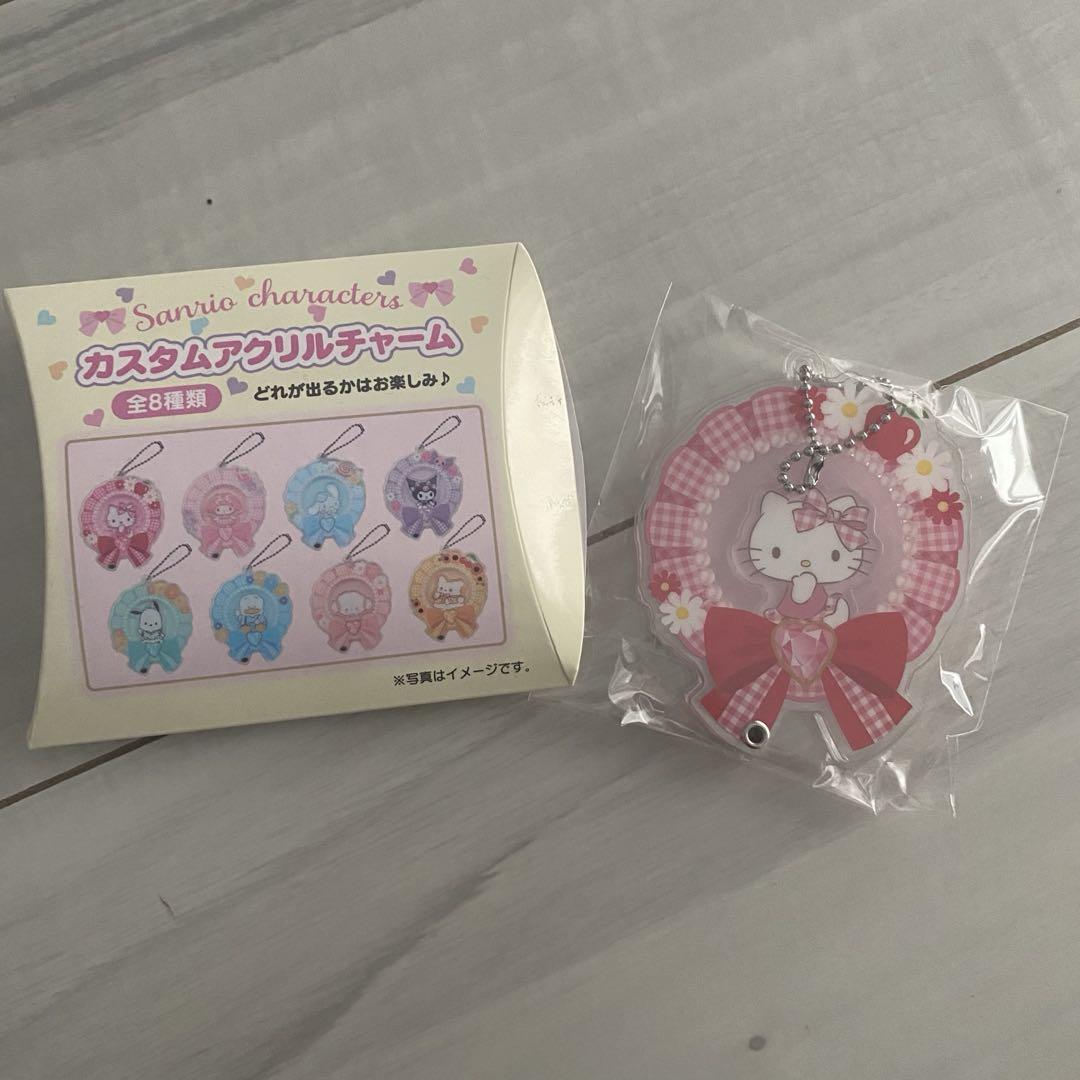 Sanrio characters
カスタムアクリルチャーム
全8種類
どれが出るかはお楽しみ♪
※写真はイメージです。